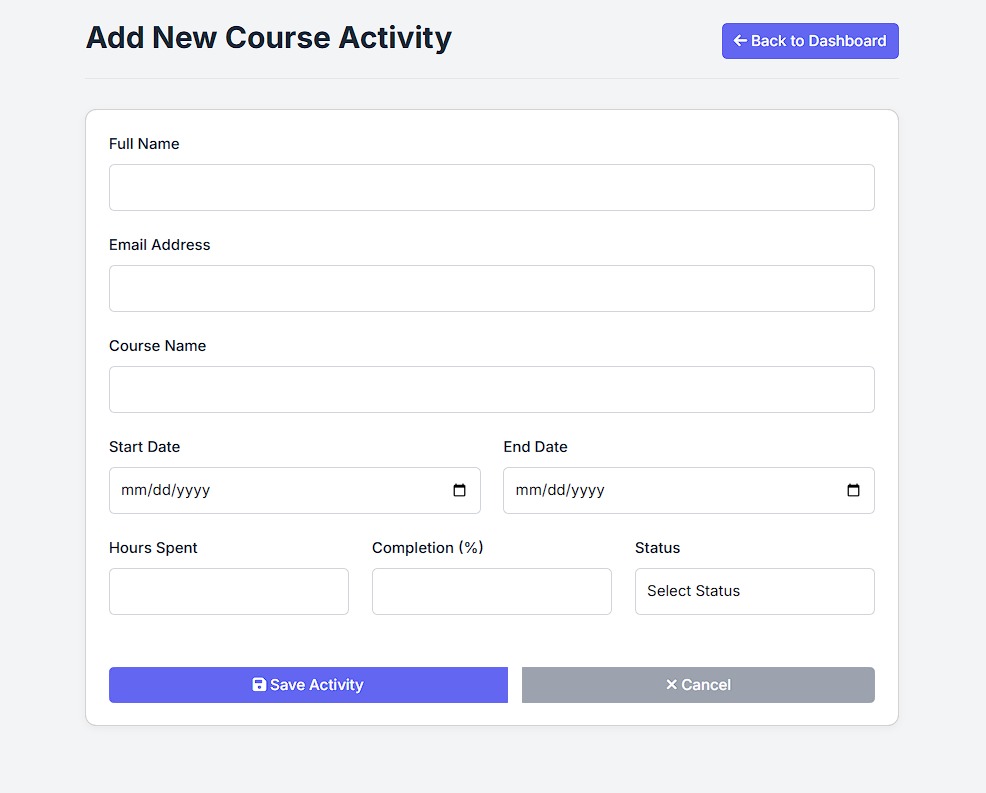 Add New Course Activity
Back to Dashboard
Full Name
Email Address
Course Name
Start Date End Date
mm/dd/yyyy mm/dd/yyyy
Hours Spent Completion (%) Status
Select Status
Save Activity Cancel